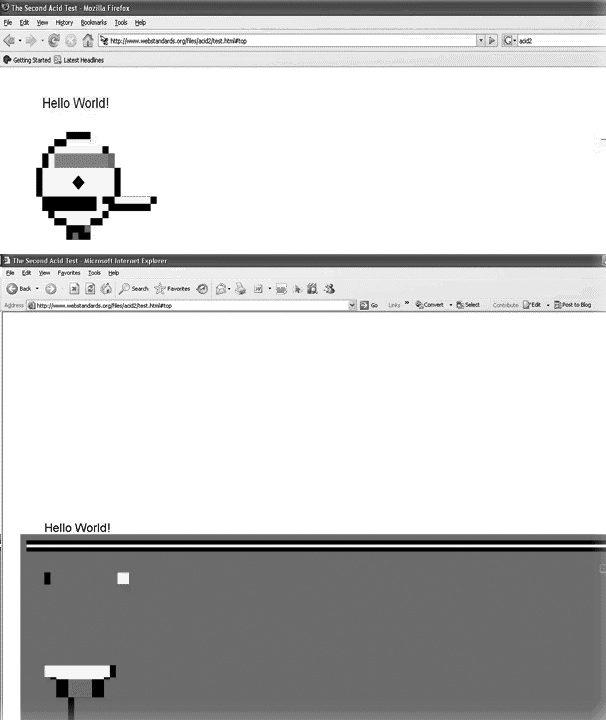 The Second Acid Test - Mozilla Firefox
File Edit View History Bookmarks Tools Help
http://www.webstandards.org/files/acid2/test.html#top acid2
Getting Started Latest Headlines
Hello World!
The Second Acid Test - Microsoft Internet Explorer
File Edit View Favorites Tools Help
Back Search Favorites
Address http://www.webstandards.org/files/acid2/test.html#top Go Links » Convert Select Contribute Edit Post to Blog
Hello World!